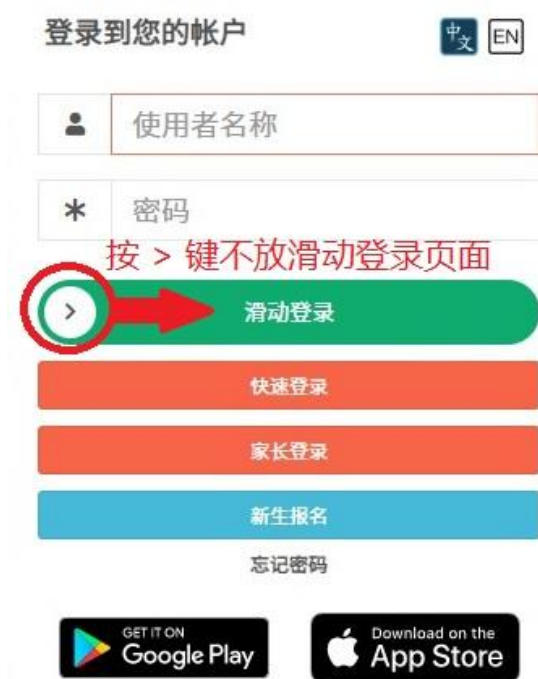 登录到您的帐户
中文 EN
使用者名称
密码
按 > 键不放滑动登录页面
滑动登录
快速登录
家长登录
新生报名
忘记密码
GET IT ON
Google Play
Download on the
App Store